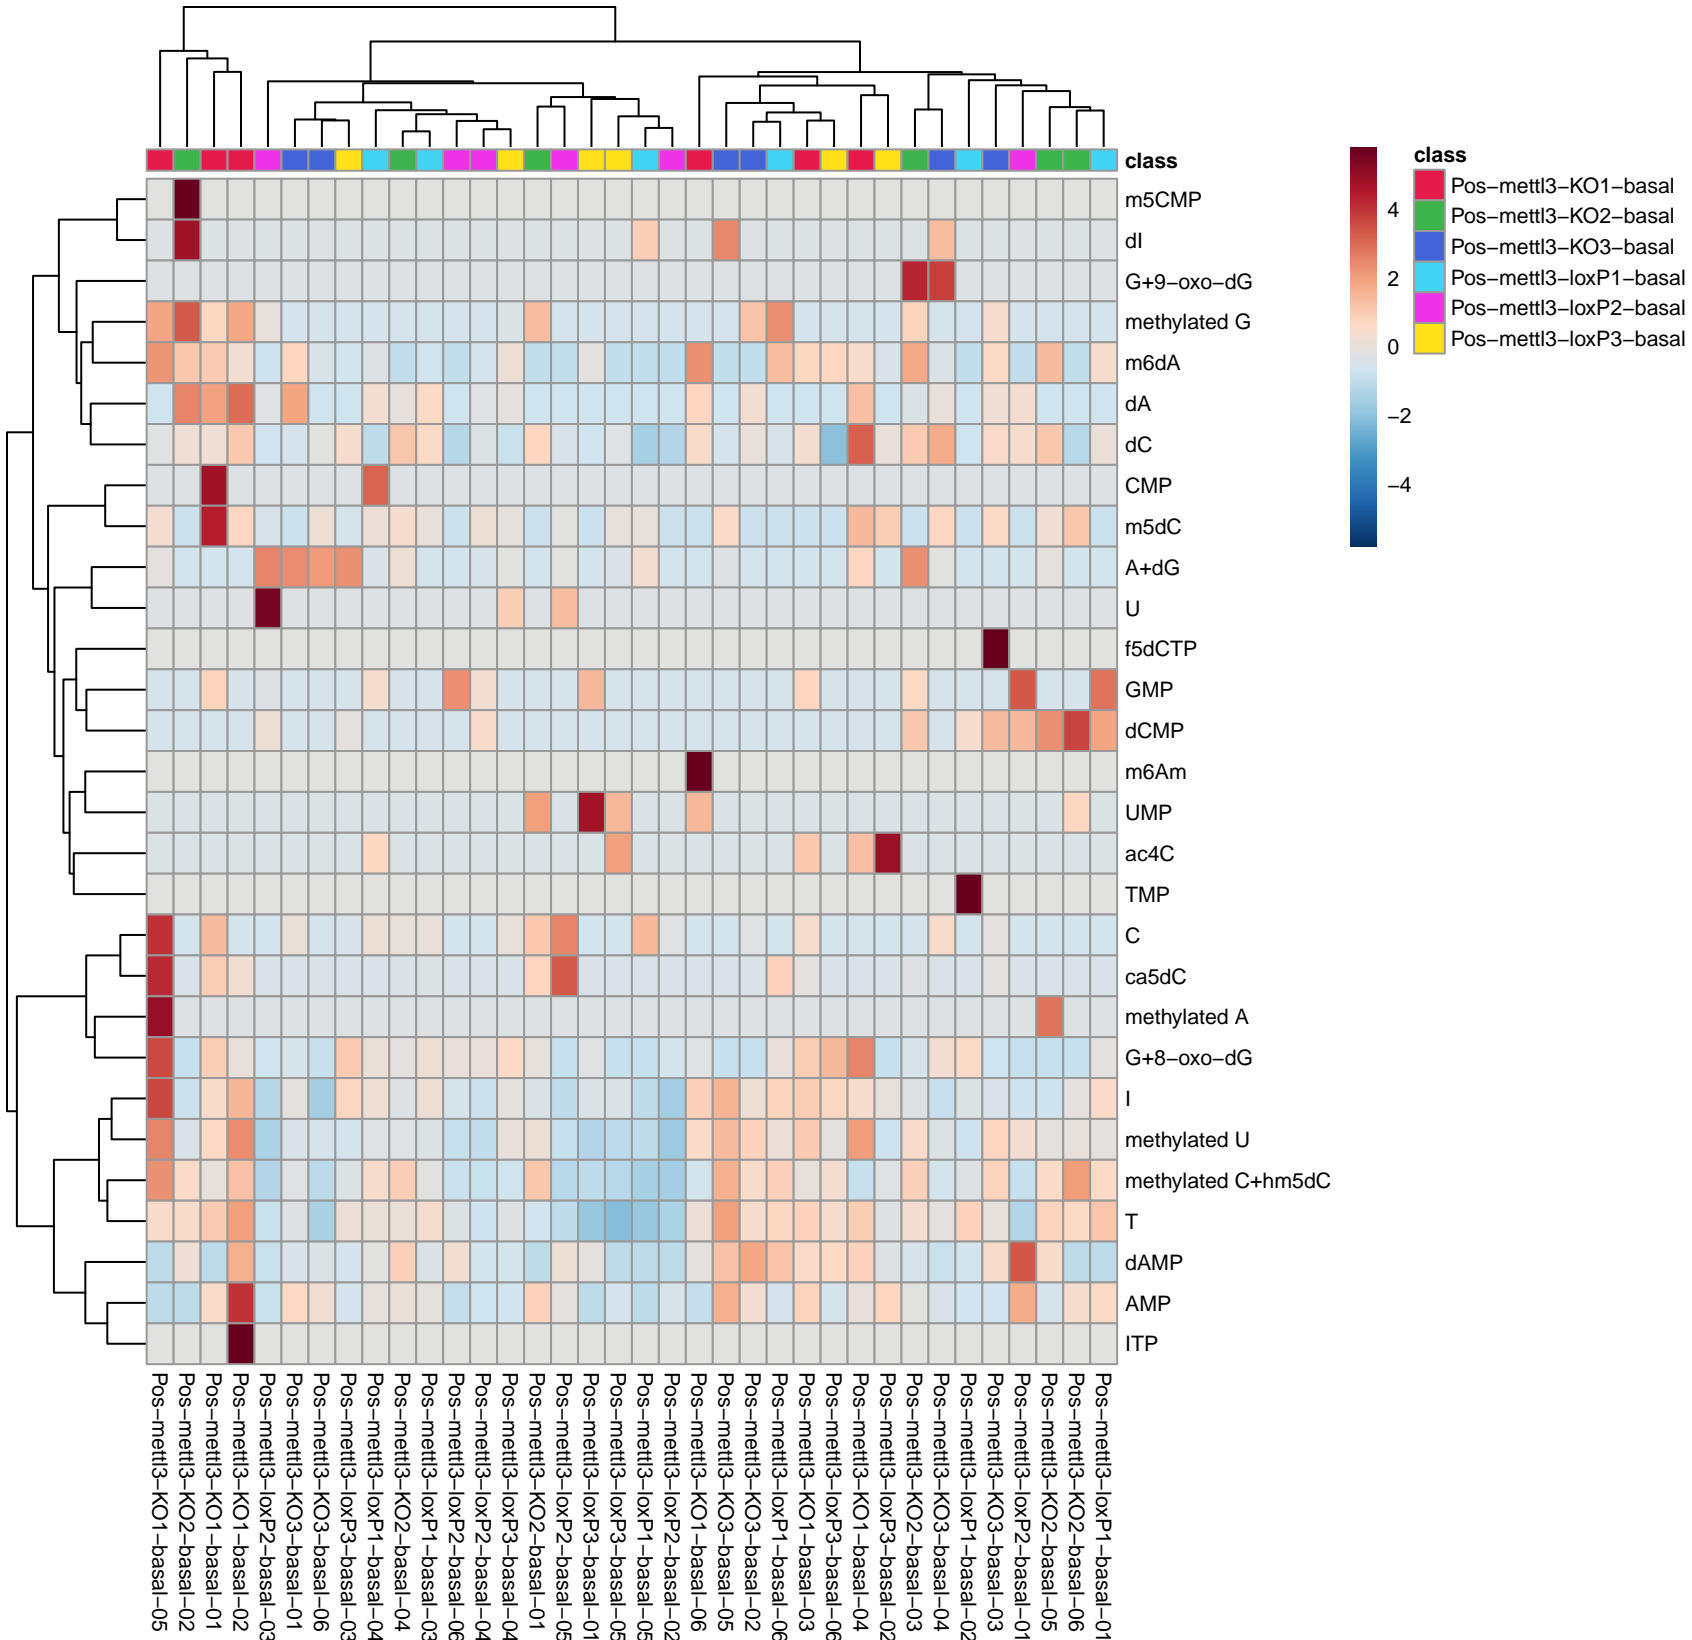 class
m5CMP
dI
G+9−oxo−dG
methylated G
m6dA
dA
dC
CMP
m5dC
A+dG
U
f5dCTP
GMP
dCMP
m6Am
UMP
ac4C
TMP
C
ca5dC
methylated A
G+8−oxo−dG
I
methylated U
methylated C+hm5dC
T
dAMP
AMP
ITP
Pos−mettl3−KO1−basal−05
Pos−mettl3−KO2−basal−02
Pos−mettl3−KO1−basal−01
Pos−mettl3−KO1−basal−02
Pos−mettl3−loxP2−basal−03
Pos−mettl3−KO3−basal−01
Pos−mettl3−KO3−basal−06
Pos−mettl3−loxP3−basal−03
Pos−mettl3−loxP1−basal−04
Pos−mettl3−KO2−basal−04
Pos−mettl3−loxP1−basal−03
Pos−mettl3−loxP2−basal−06
Pos−mettl3−loxP2−basal−04
Pos−mettl3−loxP3−basal−04
Pos−mettl3−KO2−basal−01
Pos−mettl3−loxP2−basal−05
Pos−mettl3−loxP3−basal−01
Pos−mettl3−loxP3−basal−05
Pos−mettl3−loxP1−basal−05
Pos−mettl3−loxP2−basal−02
Pos−mettl3−KO1−basal−06
Pos−mettl3−KO3−basal−05
Pos−mettl3−KO3−basal−02
Pos−mettl3−loxP1−basal−06
Pos−mettl3−KO1−basal−03
Pos−mettl3−loxP3−basal−06
Pos−mettl3−KO1−basal−04
Pos−mettl3−loxP3−basal−02
Pos−mettl3−KO2−basal−03
Pos−mettl3−KO3−basal−04
Pos−mettl3−loxP1−basal−02
Pos−mettl3−KO3−basal−03
Pos−mettl3−loxP2−basal−01
Pos−mettl3−KO2−basal−05
Pos−mettl3−KO2−basal−06
Pos−mettl3−loxP1−basal−01
4
2
0
−2
−4
class
Pos−mettl3−KO1−basal
Pos−mettl3−KO2−basal
Pos−mettl3−KO3−basal
Pos−mettl3−loxP1−basal
Pos−mettl3−loxP2−basal
Pos−mettl3−loxP3−basal